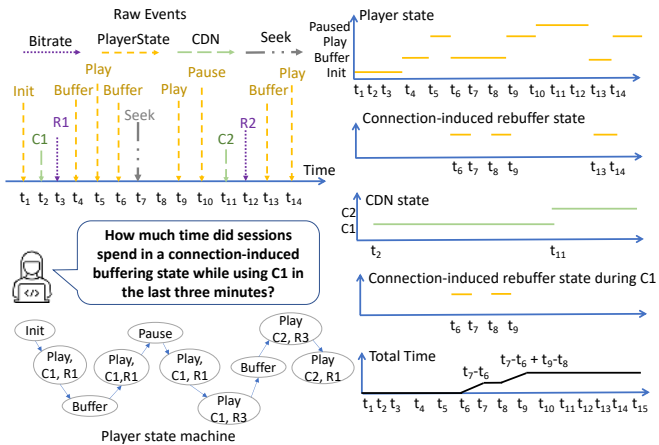 Raw Events
Bitrate
PlayerState
CDN
Seek
Init
Buffer
Play
Buffer
Play
Pause
Buffer
Play
C1
R1
Seek
C2
R2
Time
t1 t2 t3 t4 t5 t6 t7 t8 t9 t10 t11 t12 t13 t14
How much time did sessions
spend in a connection-induced
buffering state while using C1 in
the last three minutes?
Init
Play,
C1, R1
Buffer
Play,
C1,R1
Pause
Play,
C1, R1
Play
C1, R3
Buffer
Play
C2, R3
Play
C2, R1
Player state machine
Player state
Paused
Play
Buffer
Init
t1 t2 t3 t4 t5 t6 t7 t8 t9 t10 t11 t12 t13 t14
Connection-induced rebuffer state
t6 t7 t8 t9 t13 t14
CDN state
C2
C1
t2 t11
Connection-induced rebuffer state during C1
t6 t7 t8 t9
Total Time
t7-t6
t7-t6 + t9-t8
t1 t2 t3 t4 t5 t6 t7 t8 t9 t10 t11 t12 t13 t14 t15